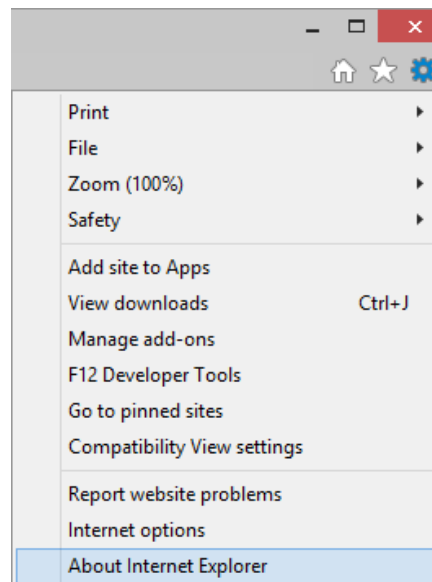 Print
File
Zoom (100%)
Safety
Add site to Apps
View downloads Ctrl+J
Manage add-ons
F12 Developer Tools
Go to pinned sites
Compatibility View settings
Report website problems
Internet options
About Internet Explorer